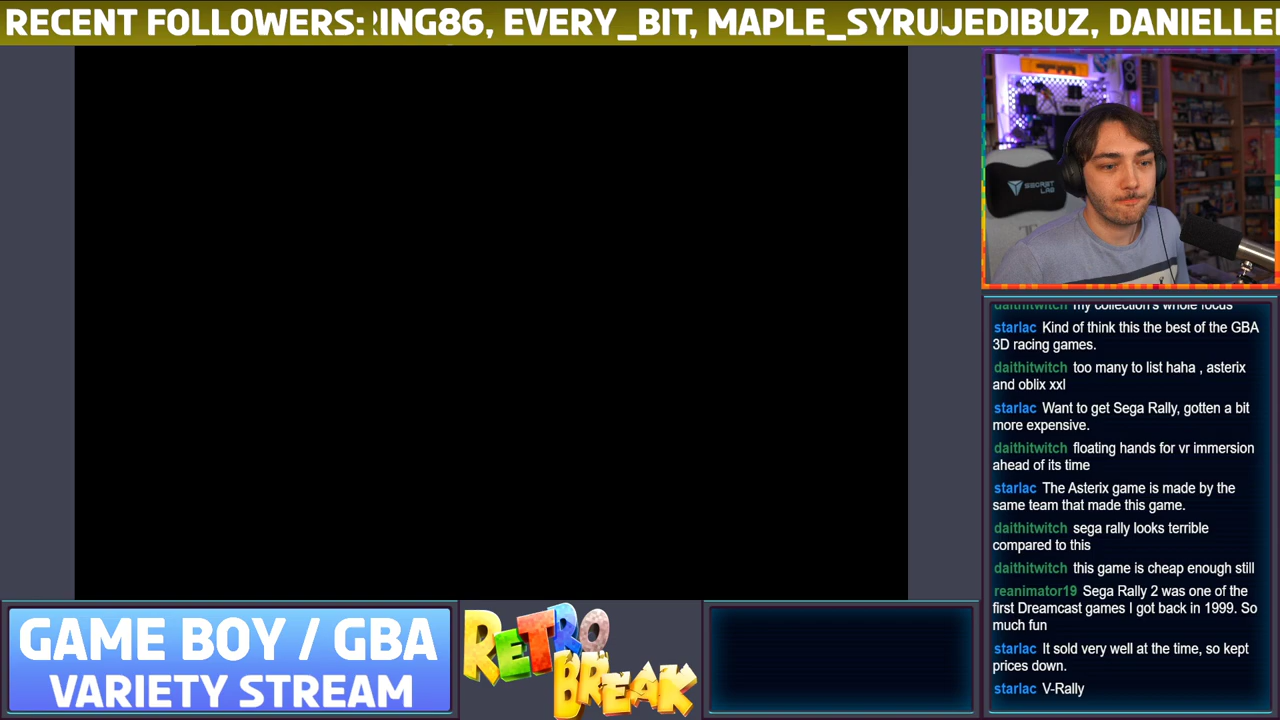 RECENT FOLLOWERS: RING86, EVERY_BIT, MAPLE_SYRUJEDIBUZ, DANIELLE
SECRET
LAB
daithitwitch my collection's whole focus
starlac Kind of think this the best of the GBA
3D racing games.
daithitwitch too many to list haha , asterix
and oblix xxl
starlac Want to get Sega Rally, gotten a bit
more expensive.
daithitwitch floating hands for vr immersion
ahead of its time
starlac The Asterix game is made by the
same team that made this game.
daithitwitch sega rally looks terrible
compared to this
daithitwitch this game is cheap enough still
reanimator19 Sega Rally 2 was one of the
first Dreamcast games I got back in 1999. So
much fun
starlac It sold very well at the time, so kept
prices down.
starlac V-Rally
GAME BOY / GBA
VARIETY STREAM
RETRO
BREAK